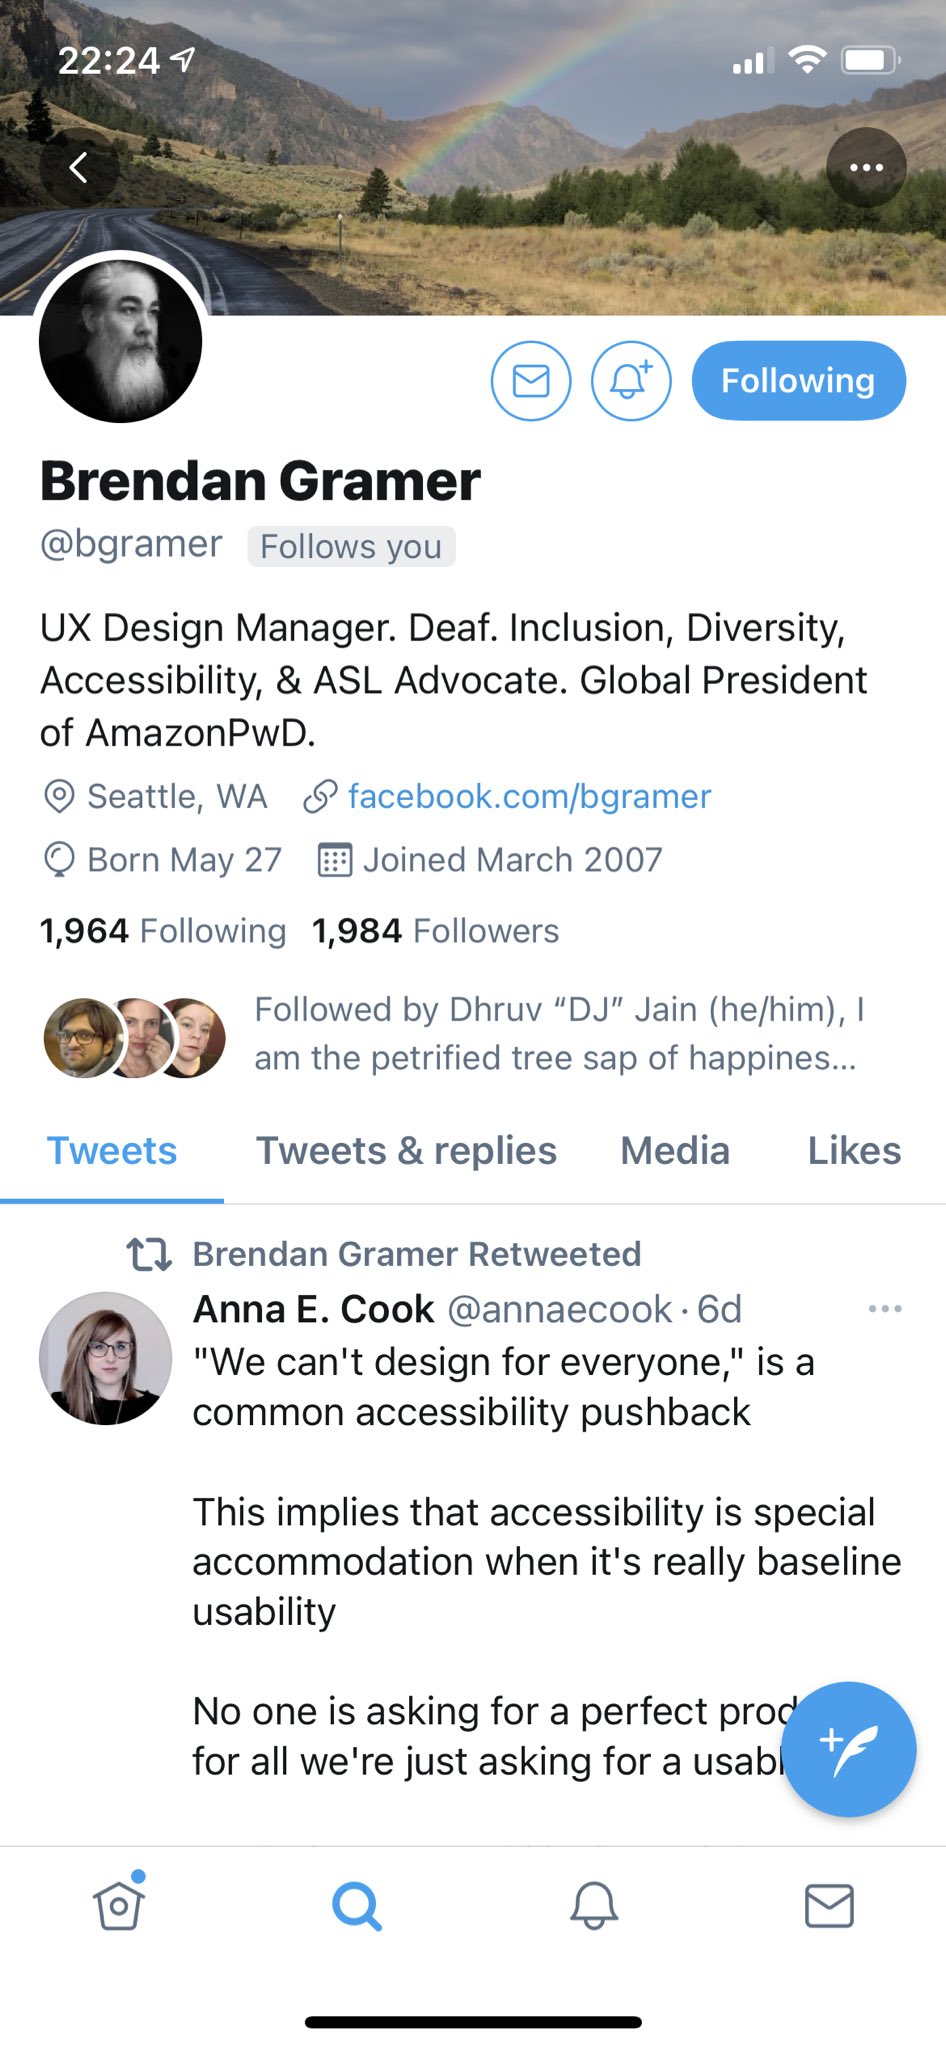 22:24
Following
Brendan Gramer
@bgramer Follows you
UX Design Manager. Deaf. Inclusion, Diversity,
Accessibility, & ASL Advocate. Global President
of AmazonPwD.
Seattle, WA facebook.com/bgramer
Born May 27 Joined March 2007
1,964 Following 1,984 Followers
Followed by Dhruv “DJ” Jain (he/him), I
am the petrified tree sap of happines...
Tweets Tweets & replies Media Likes
Brendan Gramer Retweeted
Anna E. Cook @annaecook · 6d
"We can't design for everyone," is a
common accessibility pushback
This implies that accessibility is special
accommodation when it's really baseline
usability
No one is asking for a perfect prod
for all we're just asking for a usabl